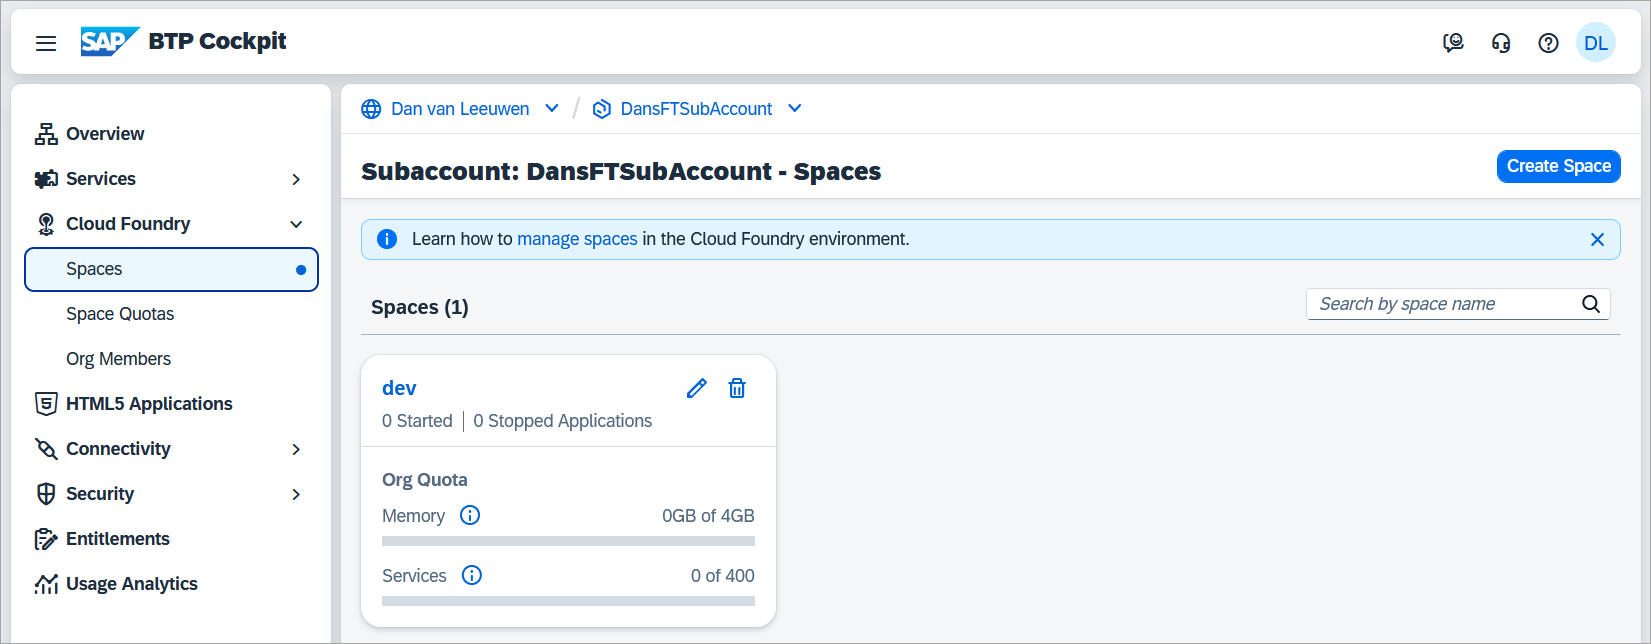 SAP BTP Cockpit
DL
Overview
Services
Cloud Foundry
Spaces
Space Quotas
Org Members
HTML5 Applications
Connectivity
Security
Entitlements
Usage Analytics
Dan van Leeuwen / DansFTSubAccount
Subaccount: DansFTSubAccount - Spaces
Create Space
Learn how to manage spaces in the Cloud Foundry environment.
Spaces (1)
Search by space name
dev
0 Started | 0 Stopped Applications
Org Quota
Memory 0GB of 4GB
Services 0 of 400